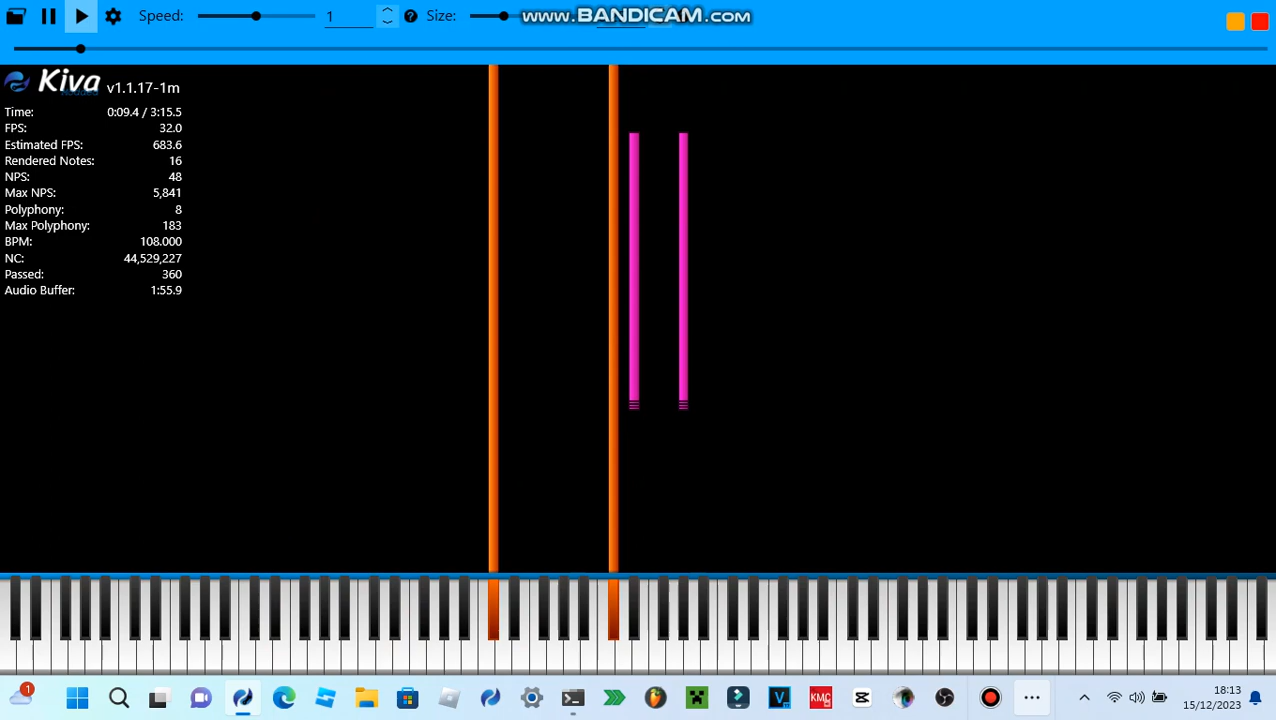 Speed: 1 Size: www.BANDICAM.com
Kiva v1.1.17-1m
Time: 0:09.4 / 3:15.5
FPS: 32.0
Estimated FPS: 683.6
Rendered Notes: 16
NPS: 48
Max NPS: 5,841
Polyphony: 8
Max Polyphony: 183
BPM: 108.000
NC: 44,529,227
Passed: 360
Audio Buffer: 1:55.9
1
KMC
18:13
15/12/2023